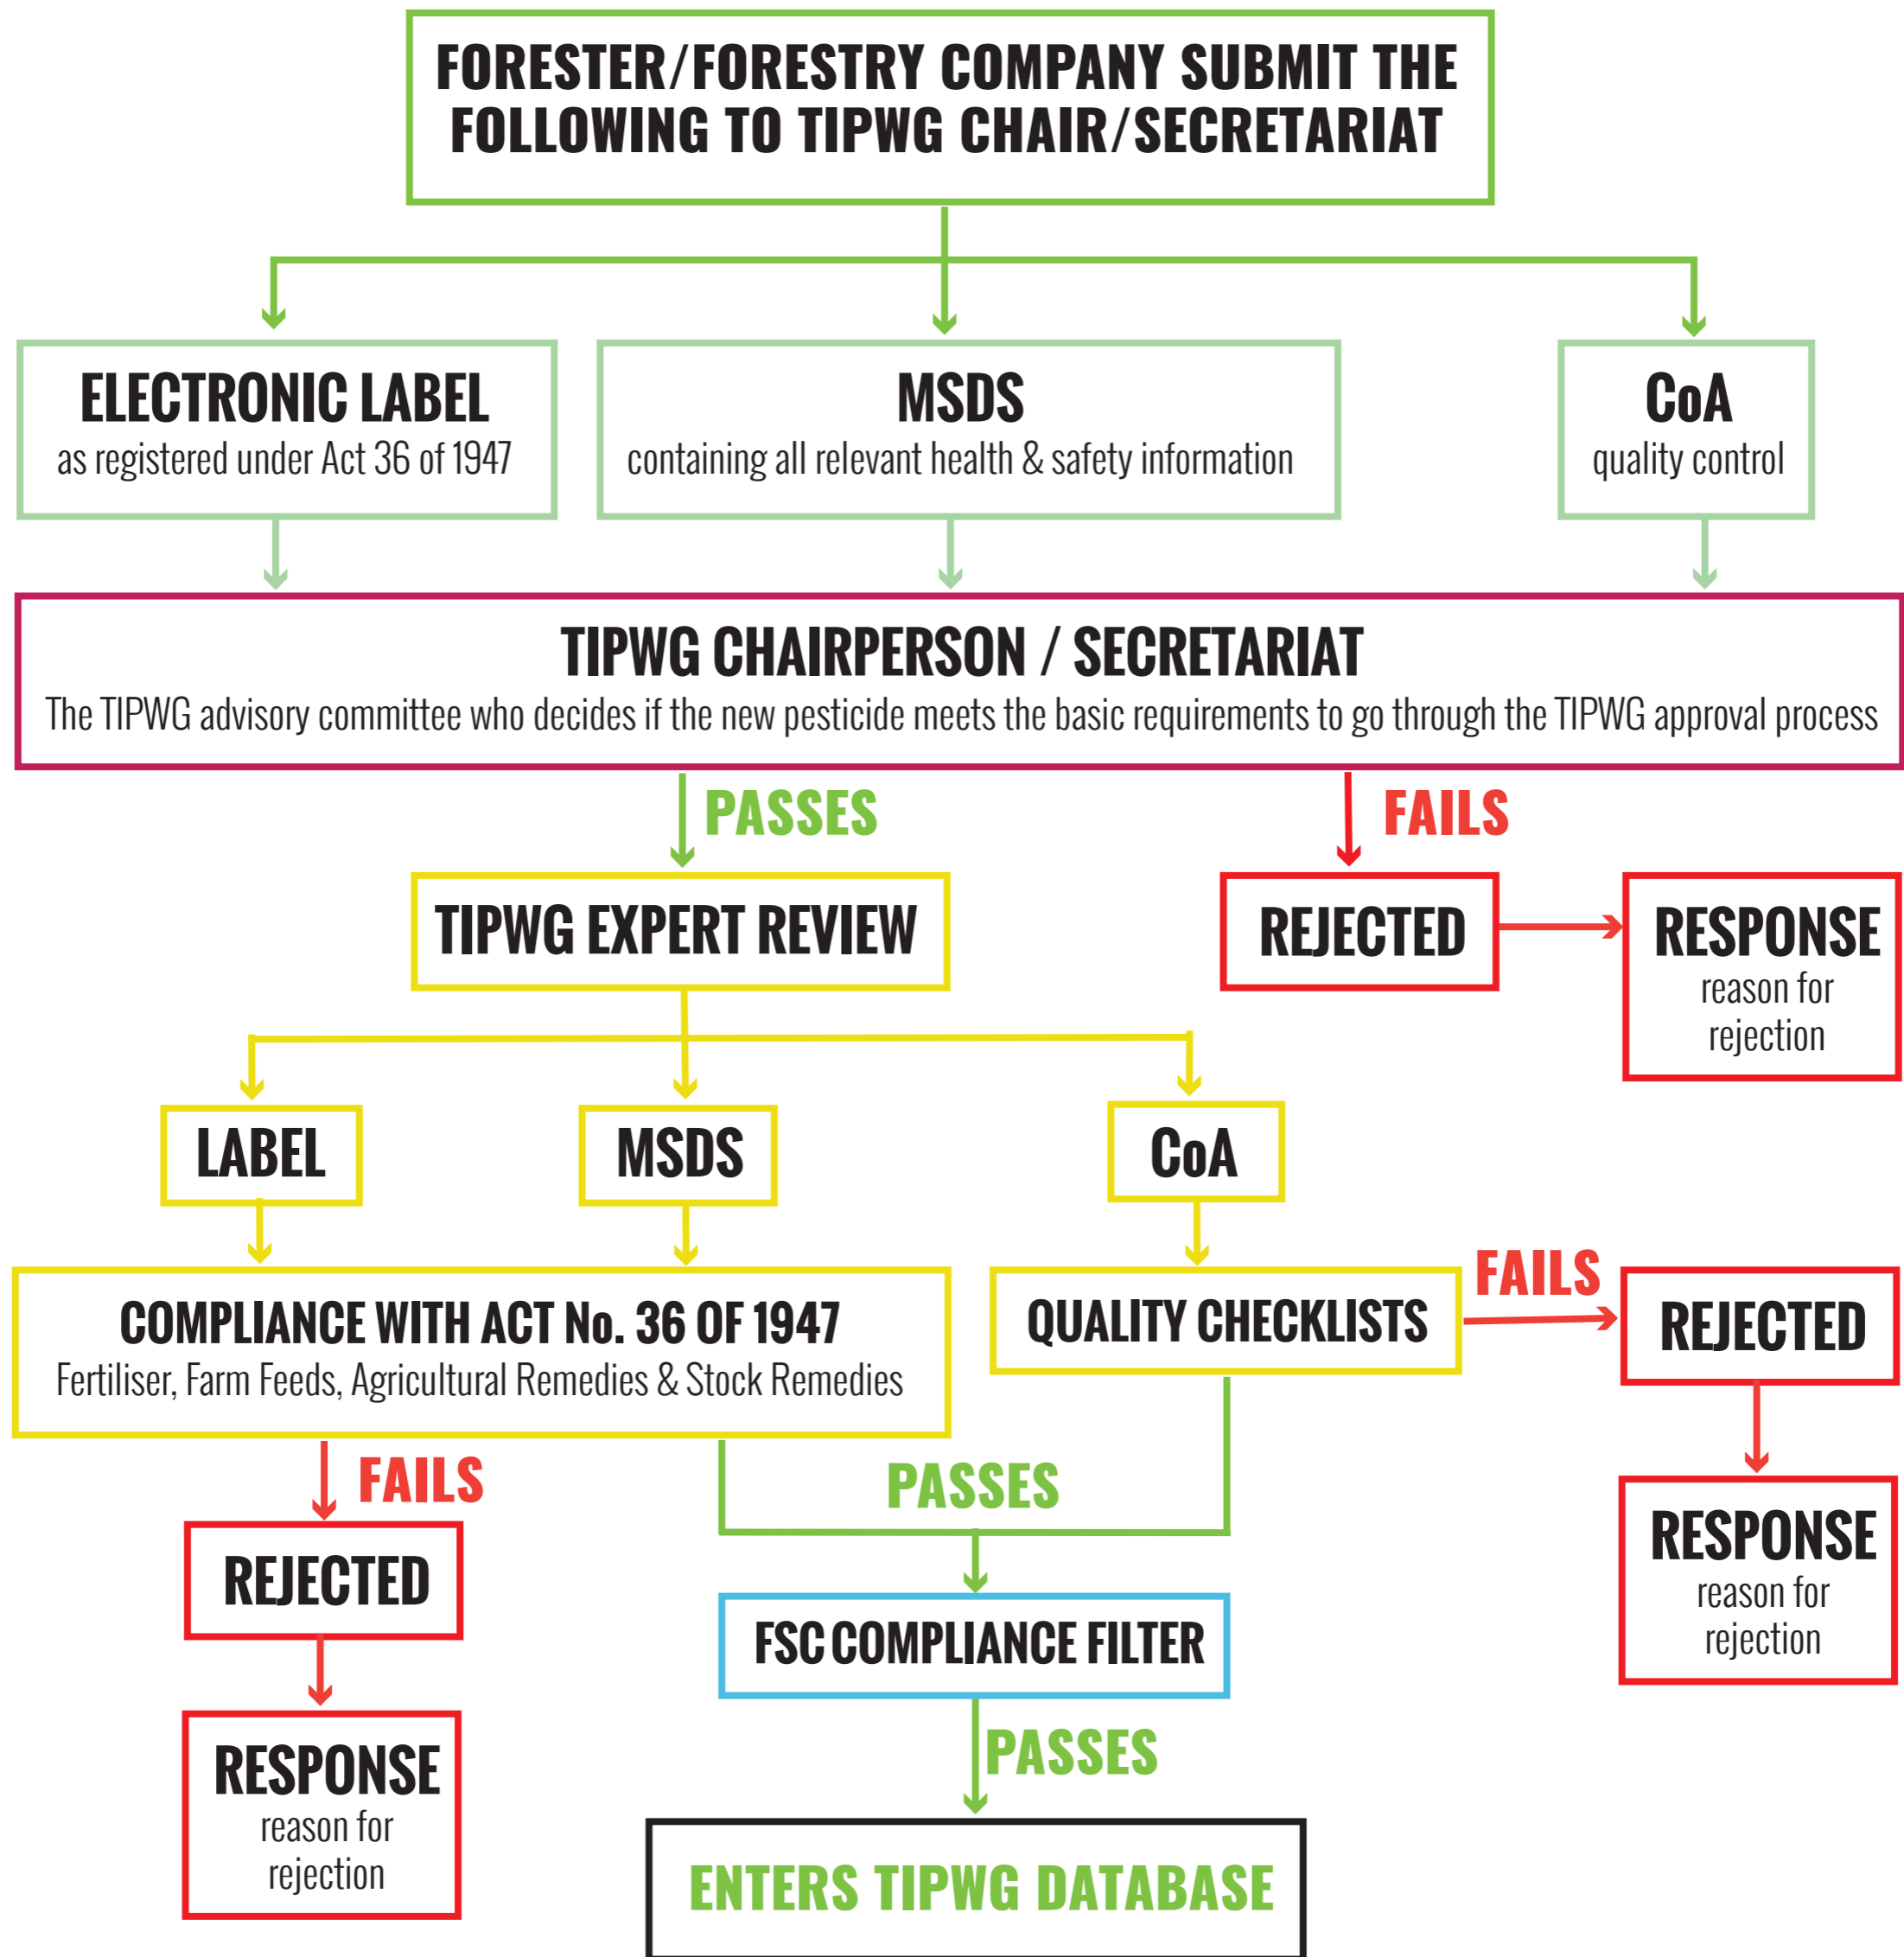 FORESTER/FORESTRY COMPANY SUBMIT THE
FOLLOWING TO TIPWG CHAIR/SECRETARIAT
ELECTRONIC LABEL
as registered under Act 36 of 1947
MSDS
containing all relevant health & safety information
CoA
quality control
TIPWG CHAIRPERSON / SECRETARIAT
The TIPWG advisory committee who decides if the new pesticide meets the basic requirements to go through the TIPWG approval process
PASSES
FAILS
TIPWG EXPERT REVIEW
REJECTED
RESPONSE
reason for
rejection
LABEL
MSDS
CoA
COMPLIANCE WITH ACT No. 36 OF 1947
Fertiliser, Farm Feeds, Agricultural Remedies & Stock Remedies
QUALITY CHECKLISTS
FAILS
REJECTED
RESPONSE
reason for
rejection
FAILS
REJECTED
RESPONSE
reason for
rejection
PASSES
FSC COMPLIANCE FILTER
PASSES
ENTERS TIPWG DATABASE